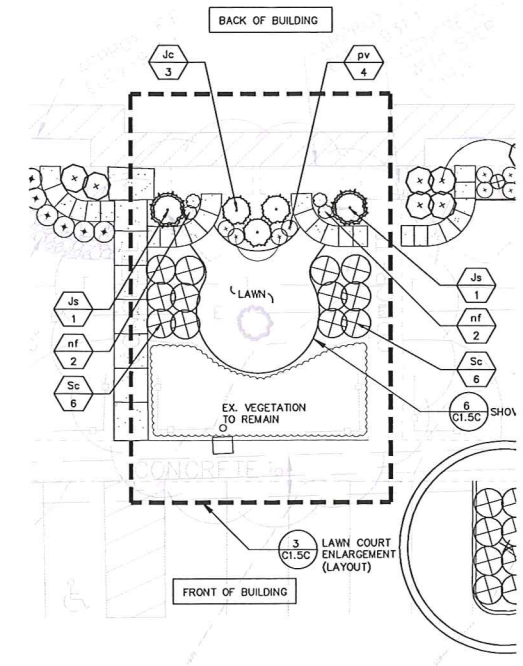 BACK OF BUILDING
Jc
3
pv
4
Js
1
nf
2
Sc
6
LAWN
Js
1
nf
2
Sc
6
EX. VEGETATION
TO REMAIN
6
C1.5C
SHOV
CONCRETE
3
C1.5C
LAWN COURT
ENLARGEMENT
(LAYOUT)
FRONT OF BUILDING